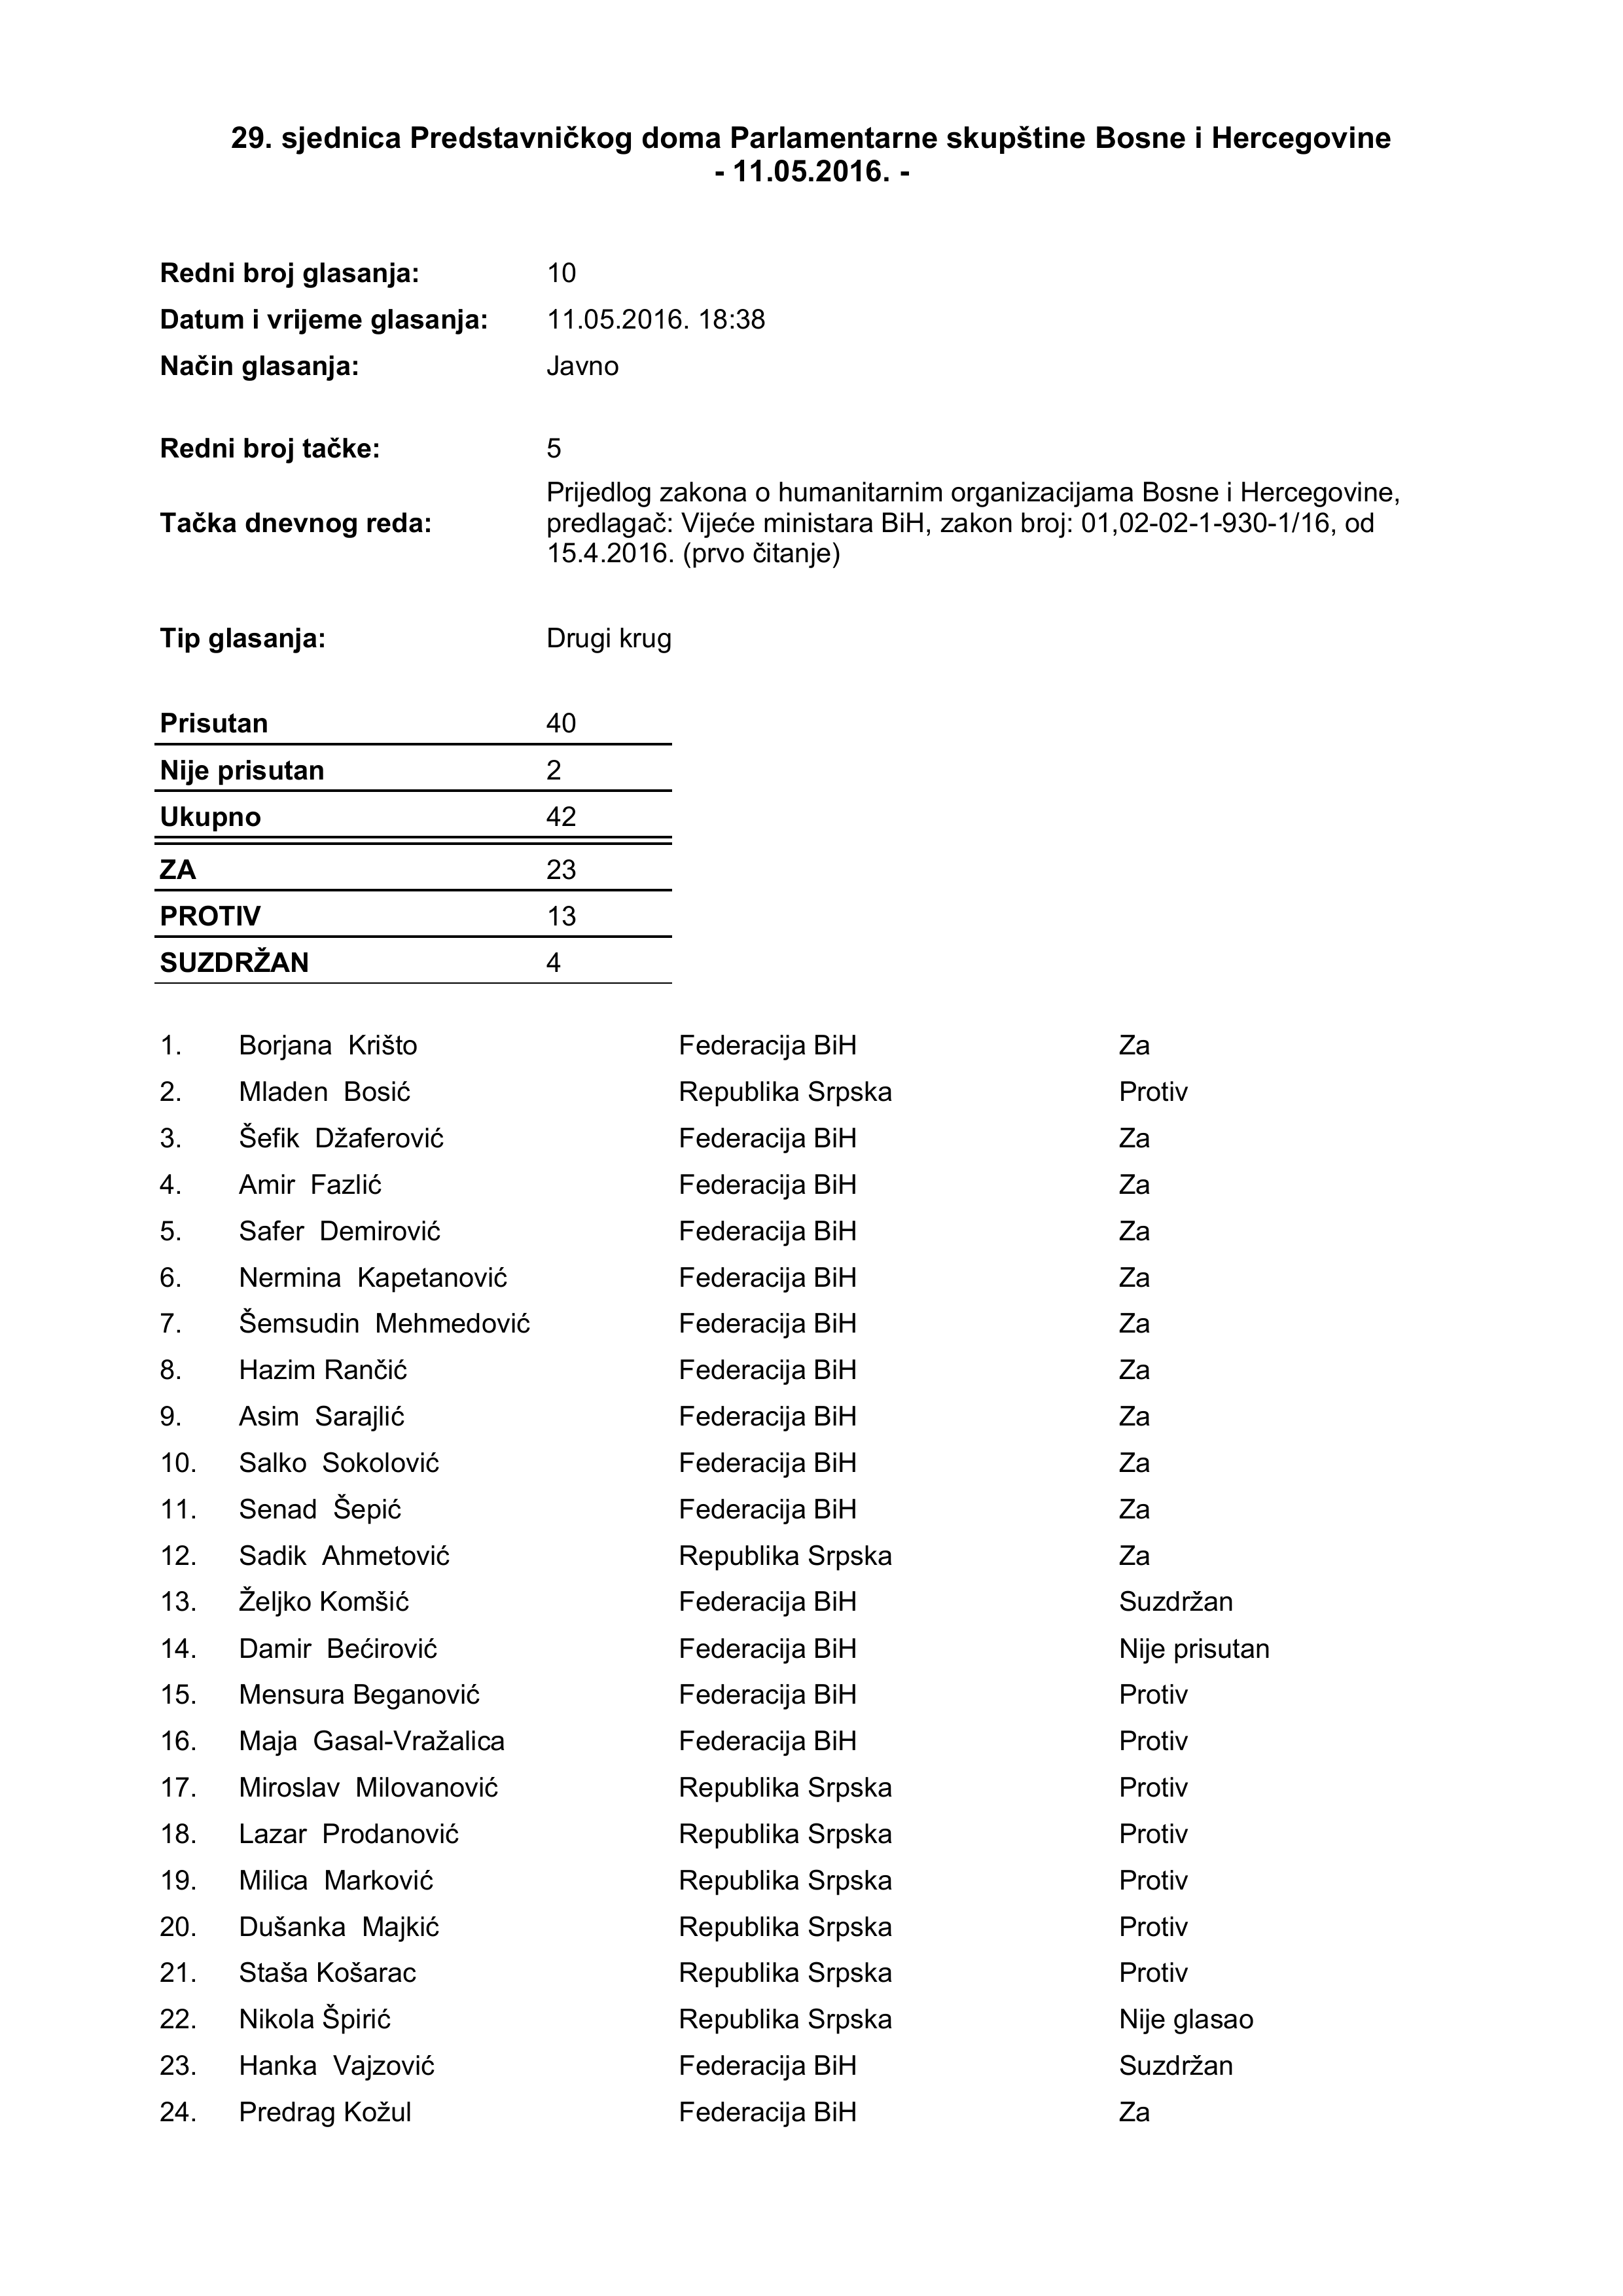 29. sjednica Predstavničkog doma Parlamentarne skupštine Bosne i Hercegovine
- 11.05.2016. -
Redni broj glasanja: 10
Datum i vrijeme glasanja: 11.05.2016. 18:38
Način glasanja: Javno
Redni broj tačke: 5
Tačka dnevnog reda: Prijedlog zakona o humanitarnim organizacijama Bosne i Hercegovine,
predlagač: Vijeće ministara BiH, zakon broj: 01,02-02-1-930-1/16, od
15.4.2016. (prvo čitanje)
Tip glasanja: Drugi krug
Prisutan 40
Nije prisutan 2
Ukupno 42
ZA 23
PROTIV 13
SUZDRŽAN 4
1. Borjana Krišto Federacija BiH Za
2. Mladen Bosić Republika Srpska Protiv
3. Šefik Džaferović Federacija BiH Za
4. Amir Fazlić Federacija BiH Za
5. Safer Demirović Federacija BiH Za
6. Nermina Kapetanović Federacija BiH Za
7. Šemsudin Mehmedović Federacija BiH Za
8. Hazim Rančić Federacija BiH Za
9. Asim Sarajlić Federacija BiH Za
10. Salko Sokolović Federacija BiH Za
11. Senad Šepić Federacija BiH Za
12. Sadik Ahmetović Republika Srpska Za
13. Željko Komšić Federacija BiH Suzdržan
14. Damir Bećirović Federacija BiH Nije prisutan
15. Mensura Beganović Federacija BiH Protiv
16. Maja Gasal-Vražalica Federacija BiH Protiv
17. Miroslav Milovanović Republika Srpska Protiv
18. Lazar Prodanović Republika Srpska Protiv
19. Milica Marković Republika Srpska Protiv
20. Dušanka Majkić Republika Srpska Protiv
21. Staša Košarac Republika Srpska Protiv
22. Nikola Špirić Republika Srpska Nije glasao
23. Hanka Vajzović Federacija BiH Suzdržan
24. Predrag Kožul Federacija BiH Za